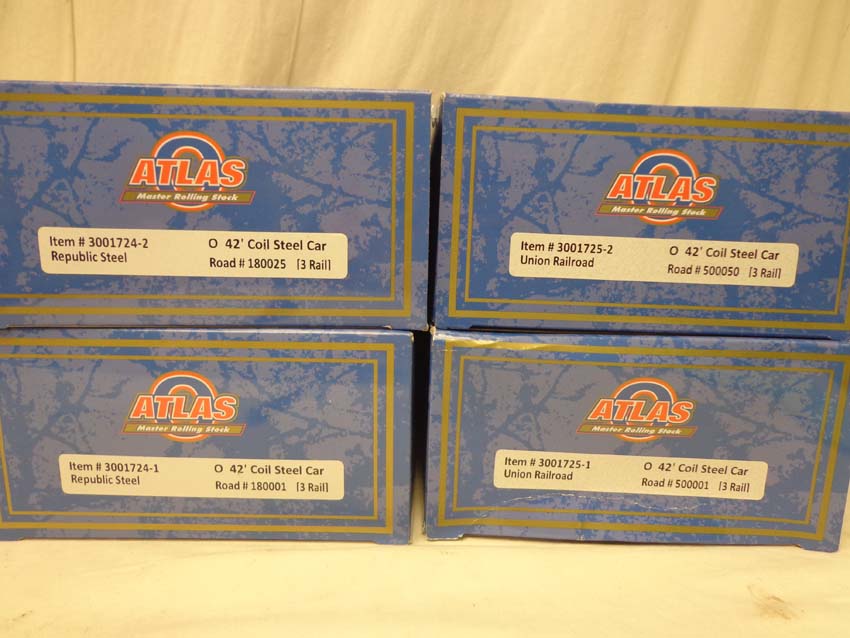 ATLAS
Master Rolling Stock
Item # 3001724-2 O 42' Coil Steel Car
Republic Steel Road # 180025 [3 Rail]
ATLAS
Master Rolling Stock
Item # 3001725-2 O 42' Coil Steel Car
Union Railroad Road # 500050 [3 Rail]
ATLAS
Master Rolling Stock
Item # 3001724-1 O 42' Coil Steel Car
Republic Steel Road # 180001 [3 Rail]
ATLAS
Master Rolling Stock
Item # 3001725-1 O 42' Coil Steel Car
Union Railroad Road # 500001 [3 Rail]